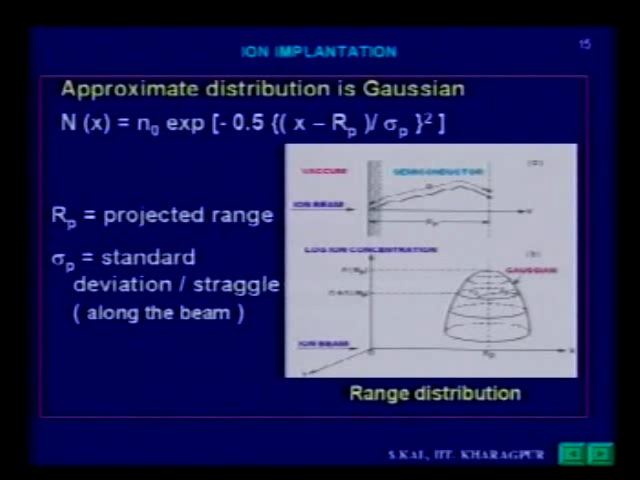 ION IMPLANTATION
15
Approximate distribution is Gaussian
N (x) = n₀ exp [- 0.5 {( x – Rₚ )/ σₚ }² ]
Rₚ = projected range
σₚ = standard
deviation / straggle
( along the beam )
VACCUM
SEMICONDUCTOR
ION BEAM
LOG ION CONCENTRATION
GAUSSIAN
ION BEAM
Range distribution
S.KAL, IIT. KHARAGPUR